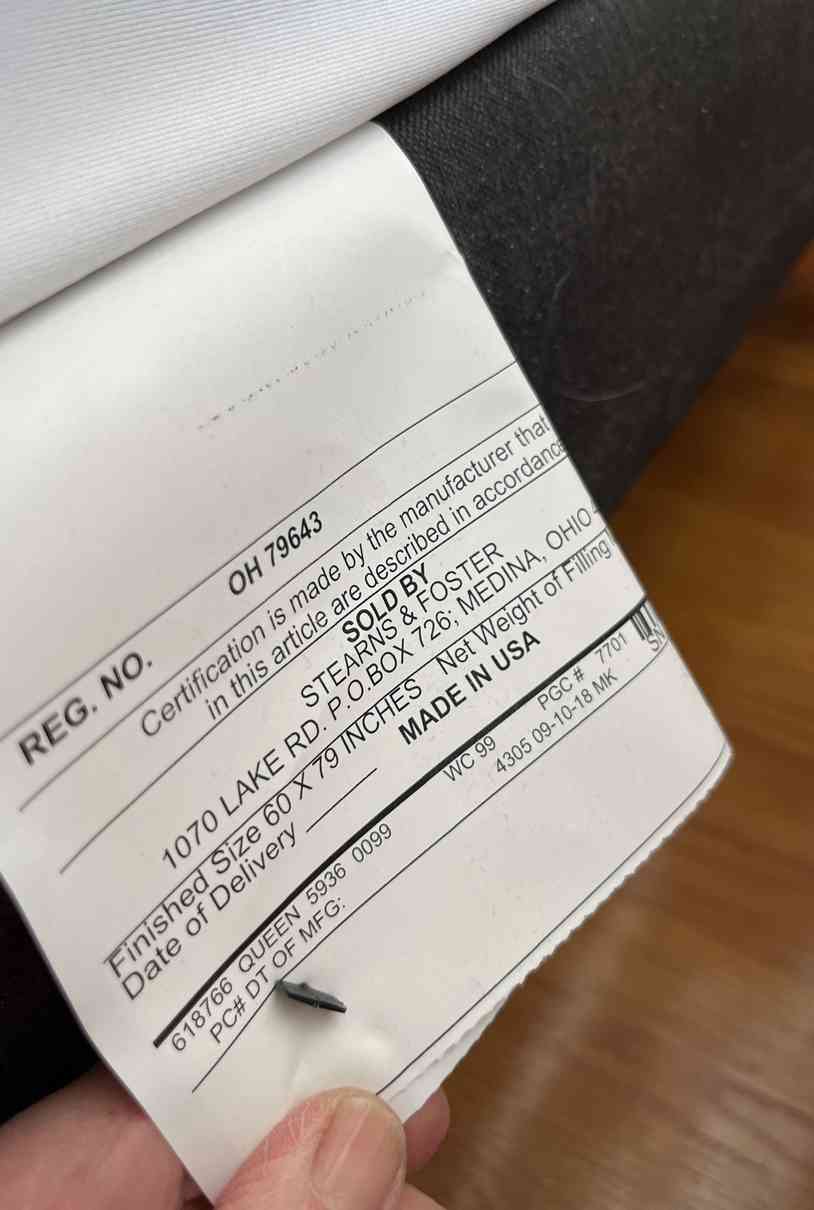 REG. NO. OH 79643
Certification is made by the manufacturer that
in this article are described in accordance
SOLD BY
STEARNS & FOSTER
1070 LAKE RD. P.O.BOX 726; MEDINA, OHIO
Finished Size 60 X 79 INCHES Net Weight of Filling
Date of Delivery MADE IN USA
618766 QUEEN 5936 0099 WC 99 PGC # 7701
PC# DT OF MFG: 4305 09-10-18 MK SN